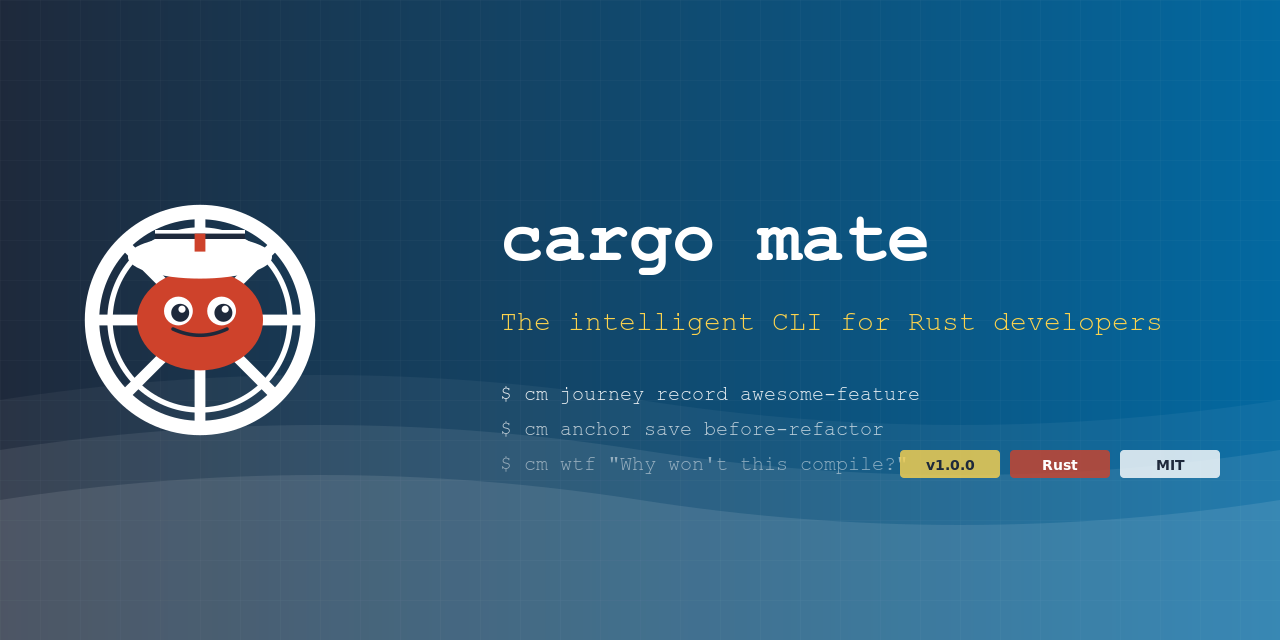 cargo mate
The intelligent CLI for Rust developers
$ cm journey record awesome-feature
$ cm anchor save before-refactor
$ cm wtf "Why won't this compile?"
v1.0.0
Rust
MIT